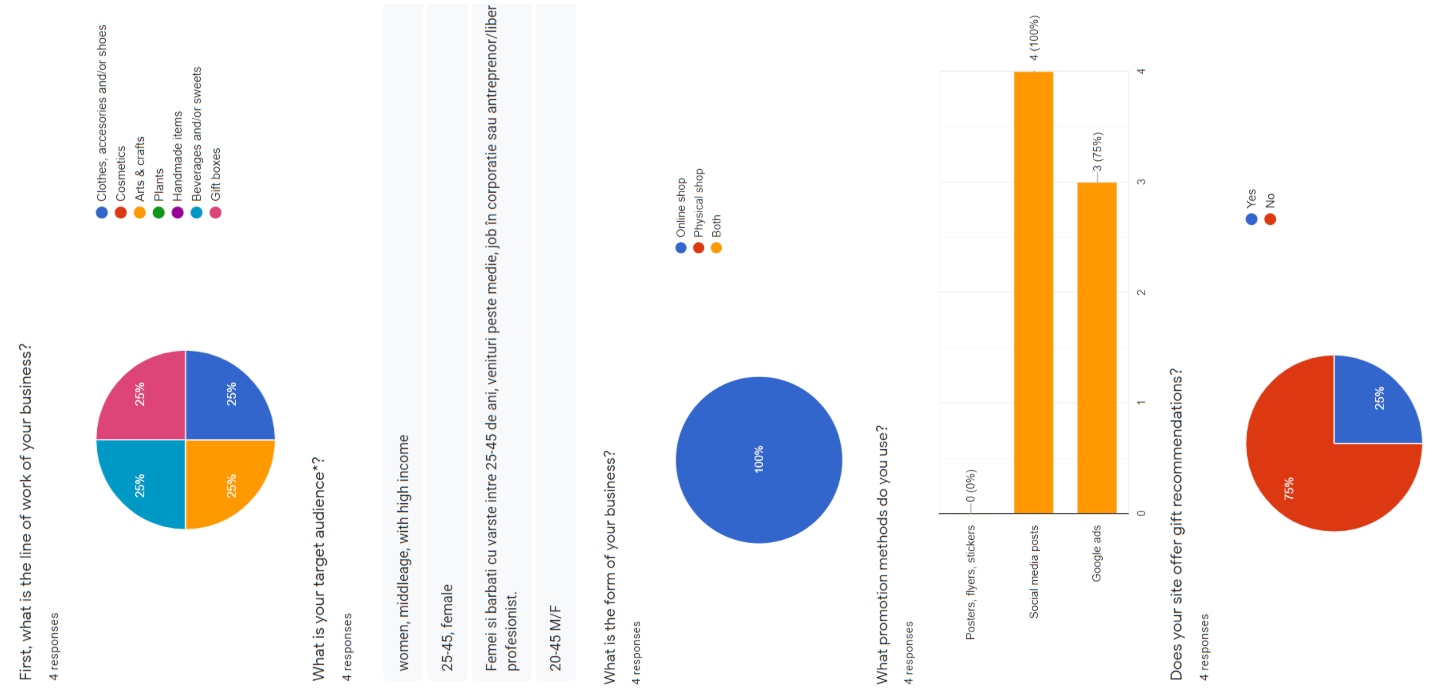 First, what is the line of work of your business?
4 responses
25%
25%
25%
25%
Clothes, accesories and/or shoes
Cosmetics
Arts & crafts
Plants
Handmade items
Beverages and/or sweets
Gift boxes
What is your target audience*?
4 responses
women, middleage, with high income
25-45, female
Femei si barbati cu varste intre 25-45 de ani, venituri peste medie, job în corporatie sau antreprenor/liber
profesionist.
20-45 M/F
What is the form of your business?
4 responses
100%
Online shop
Physical shop
Both
What promotion methods do you use?
4 responses
Posters, flyers, stickers
0 (0%)
Social media posts
4 (100%)
Google ads
3 (75%)
0 1 2 3 4
Does your site offer gift recommendations?
4 responses
75%
25%
Yes
No